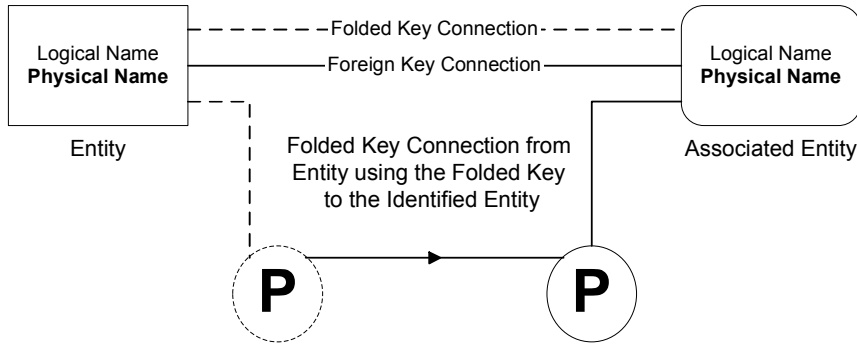 Folded Key Connection
Logical Name
Physical Name
Foreign Key Connection
Logical Name
Physical Name
Entity
Associated Entity
Folded Key Connection from
Entity using the Folded Key
to the Identified Entity
P
P